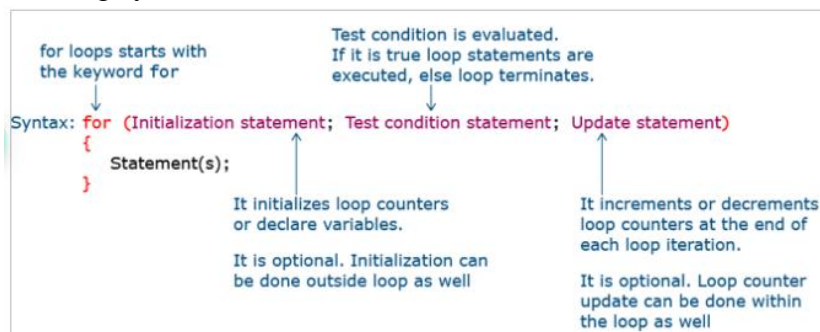 for loops starts with
the keyword for
Test condition is evaluated.
If it is true loop statements are
executed, else loop terminates.
Syntax: for (Initialization statement; Test condition statement; Update statement)
{
Statement(s);
}
It initializes loop counters
or declare variables.
It is optional. Initialization can
be done outside loop as well
It increments or decrements
loop counters at the end of
each loop iteration.
It is optional. Loop counter
update can be done within
the loop as well